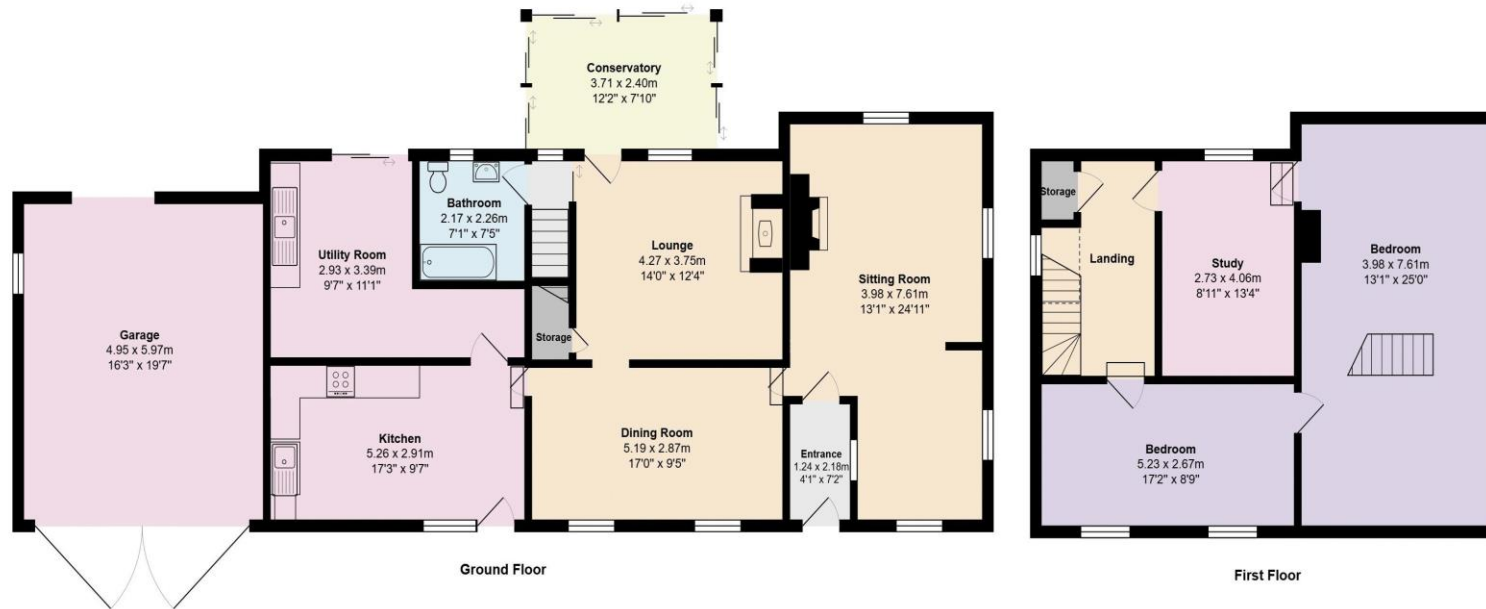 Conservatory
3.71 x 2.40m
12'2" x 7'10"
Bathroom
2.17 x 2.26m
7'1" x 7'5"
Utility Room
2.93 x 3.39m
9'7" x 11'1"
Lounge
4.27 x 3.75m
14'0" x 12'4"
Sitting Room
3.98 x 7.61m
13'1" x 24'11"
Garage
4.95 x 5.97m
16'3" x 19'7"
Storage
Kitchen
5.26 x 2.91m
17'3" x 9'7"
Dining Room
5.19 x 2.87m
17'0" x 9'5"
Entrance
1.24 x 2.18m
4'1" x 7'2"
Ground Floor
Storage
Landing
Study
2.73 x 4.06m
8'11" x 13'4"
Bedroom
3.98 x 7.61m
13'1" x 25'0"
Bedroom
5.23 x 2.67m
17'2" x 8'9"
First Floor